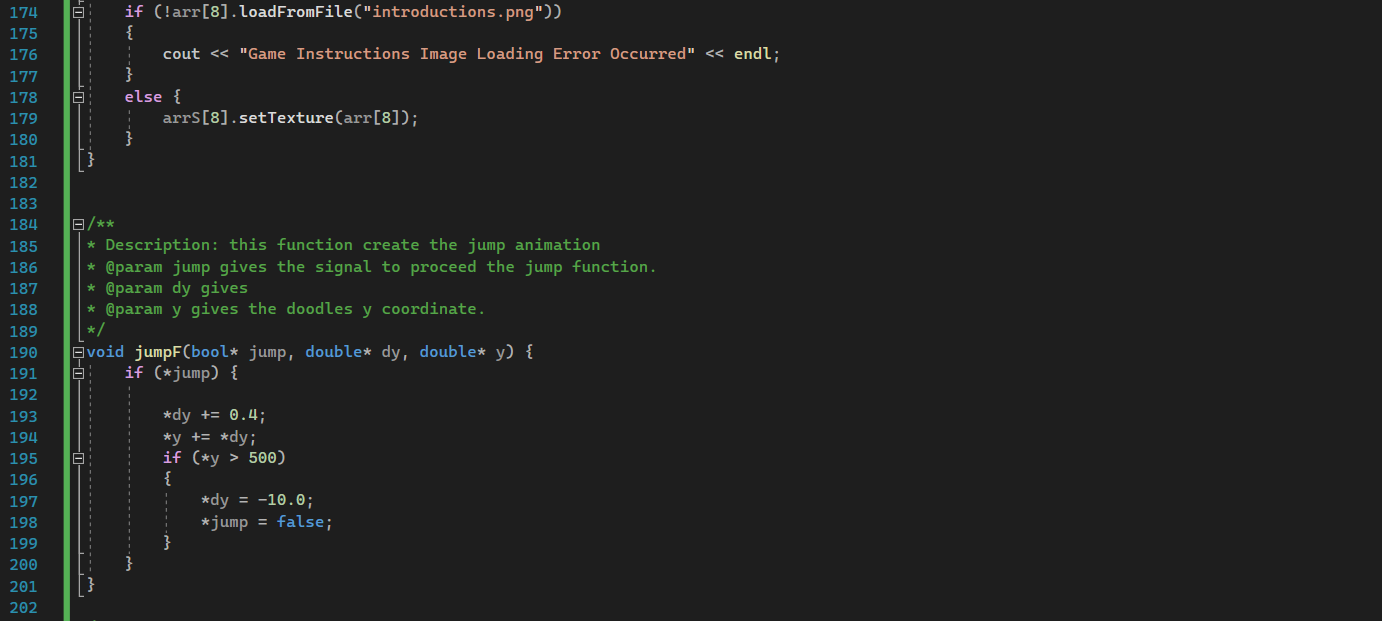 174 if (!arr[8].loadFromFile("introductions.png"))
175 {
176 cout << "Game Instructions Image Loading Error Occurred" << endl;
177 }
178 else {
179 arrS[8].setTexture(arr[8]);
180 }
181 }
182
183
184 /**
185 * Description: this function create the jump animation
186 * @param jump gives the signal to proceed the jump function.
187 * @param dy gives
188 * @param y gives the doodles y coordinate.
189 */
190 void jumpF(bool* jump, double* dy, double* y) {
191 if (*jump) {
192
193 *dy += 0.4;
194 *y += *dy;
195 if (*y > 500)
196 {
197 *dy = -10.0;
198 *jump = false;
199 }
200 }
201 }
202